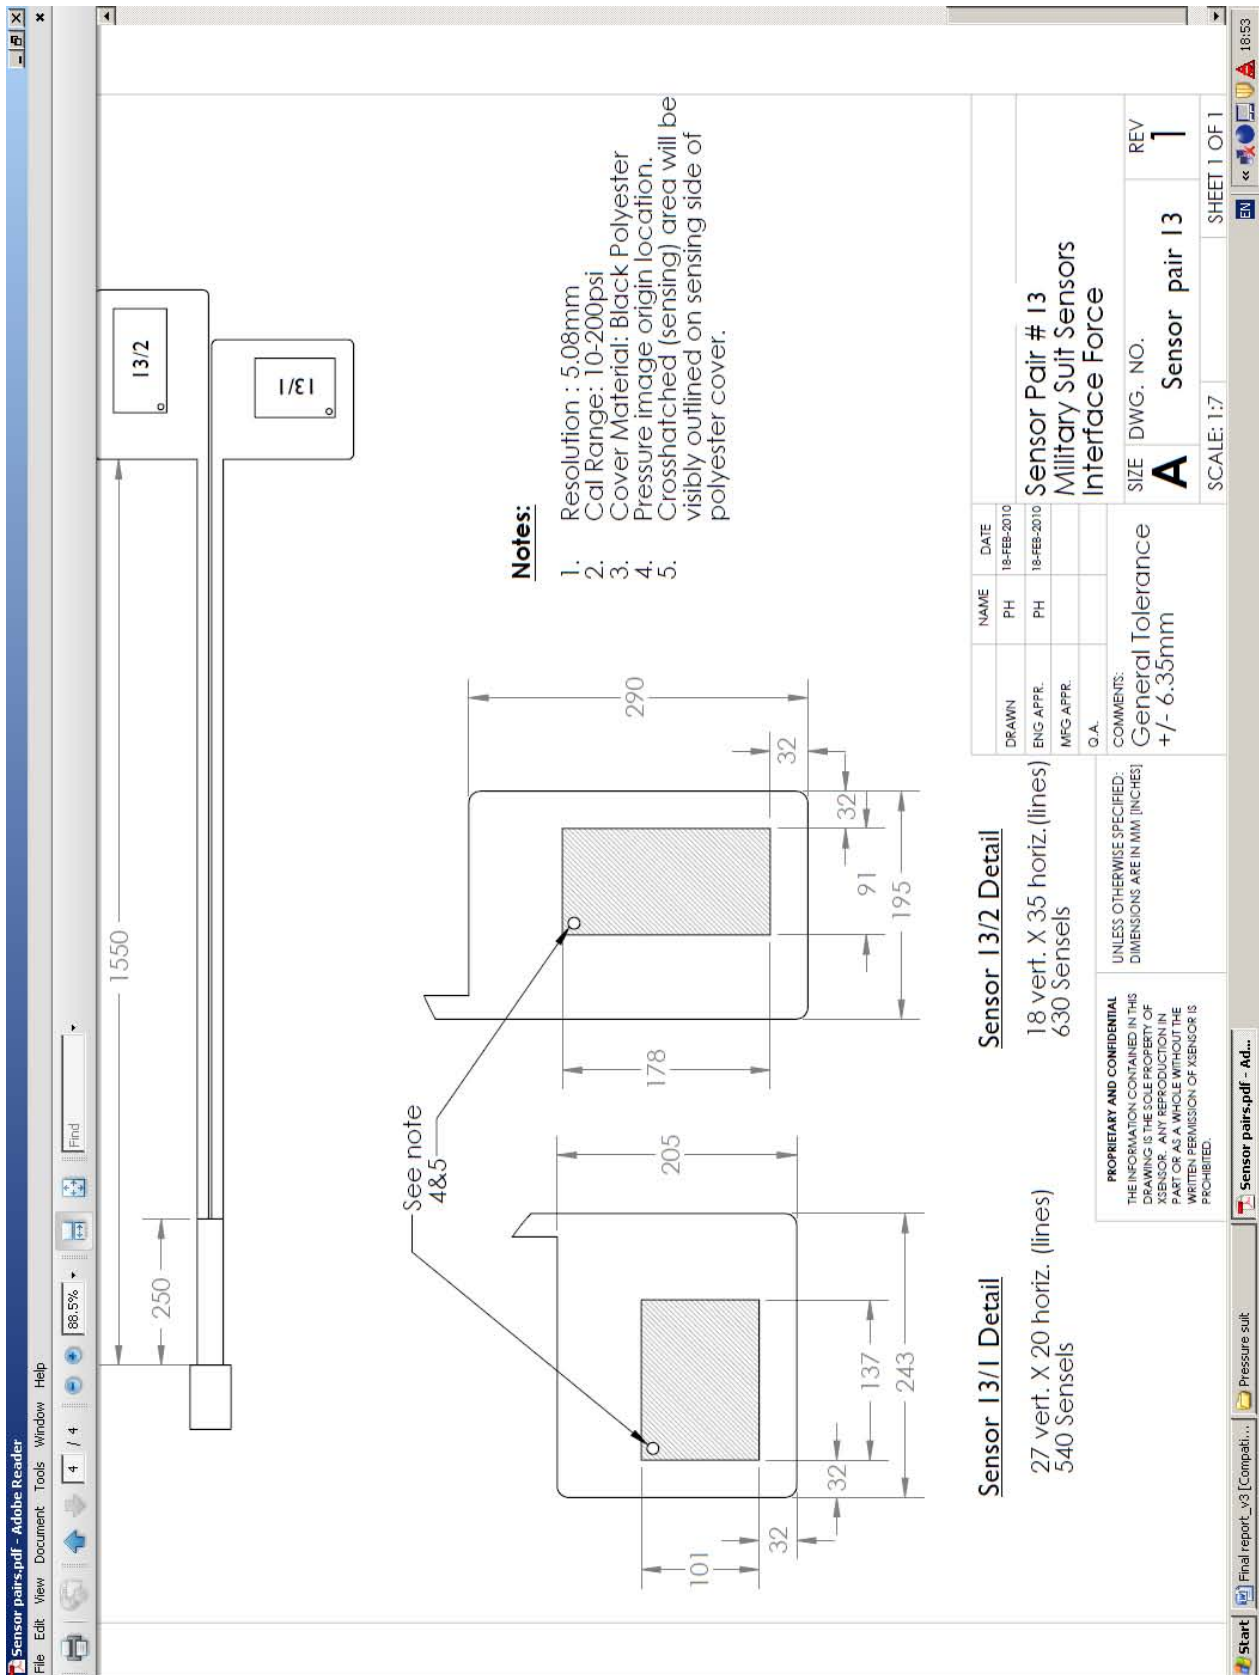 Sensor pairs.pdf - Adobe Reader
File Edit View Document Tools Window Help
4 / 4
88.5%
Find
1550
250
13/2
13/1
See note
4&5
Notes:
1. Resolution : 5.08mm
2. Cal Range: 10-200psi
3. Cover Material: Black Polyester
4. Pressure image origin location.
5. Crosshatched (sensing) area will be
visibly outlined on sensing side of
polyester cover.
101
32
32
137
243
205
178
290
32
32
91
195
Sensor 13/1 Detail
27 vert. X 20 horiz. (lines)
540 Sensels
Sensor 13/2 Detail
18 vert. X 35 horiz.(lines)
630 Sensels
PROPRIETARY AND CONFIDENTIAL
THE INFORMATION CONTAINED IN THIS
DRAWING IS THE SOLE PROPERTY OF
XSENSOR. ANY REPRODUCTION IN
PART OR AS A WHOLE WITHOUT THE
WRITTEN PERMISSION OF XSENSOR IS
PROHIBITED.
UNLESS OTHERWISE SPECIFIED:
DIMENSIONS ARE IN MM [INCHES]
NAME DATE
DRAWN PH 18-FEB-2010
ENG APPR. PH 18-FEB-2010
MFG APPR.
Q.A.
COMMENTS:
General Tolerance
+/- 6.35mm
Sensor Pair # 13
Military Suit Sensors
Interface Force
SIZE DWG. NO. REV
A Sensor pair 13 1
SCALE: 1:7 SHEET 1 OF 1
Start Final report_v3 [Compati... Pressure suit Sensor pairs.pdf - Ad... EN « 18:53